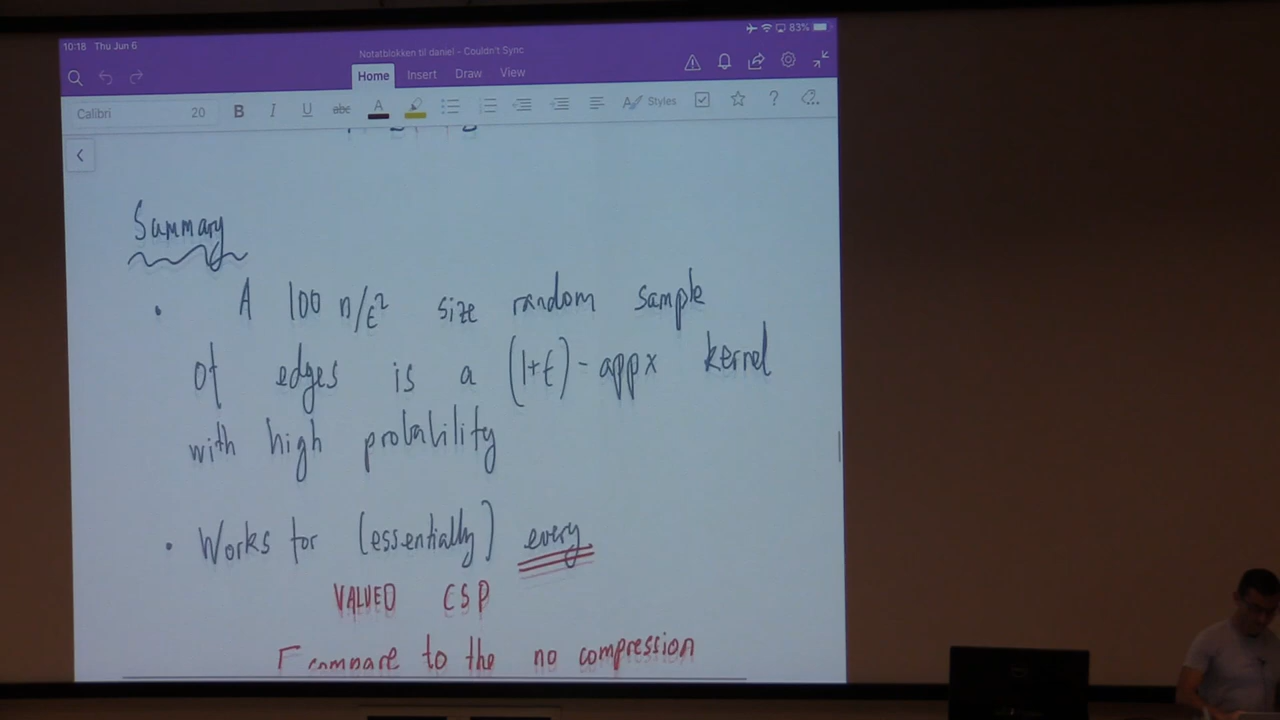 10:18 Thu Jun 6
83%
Notatblokken til daniel - Couldn't Sync
Home Insert Draw View
Calibri 20 B I U abc A Styles ?
Summary
• A 100 n/ε² size random sample
of edges is a (1+ε)-appx kernel
with high probability
• Works for (essentially) every
VALUED CSP
[ compare to the no compression